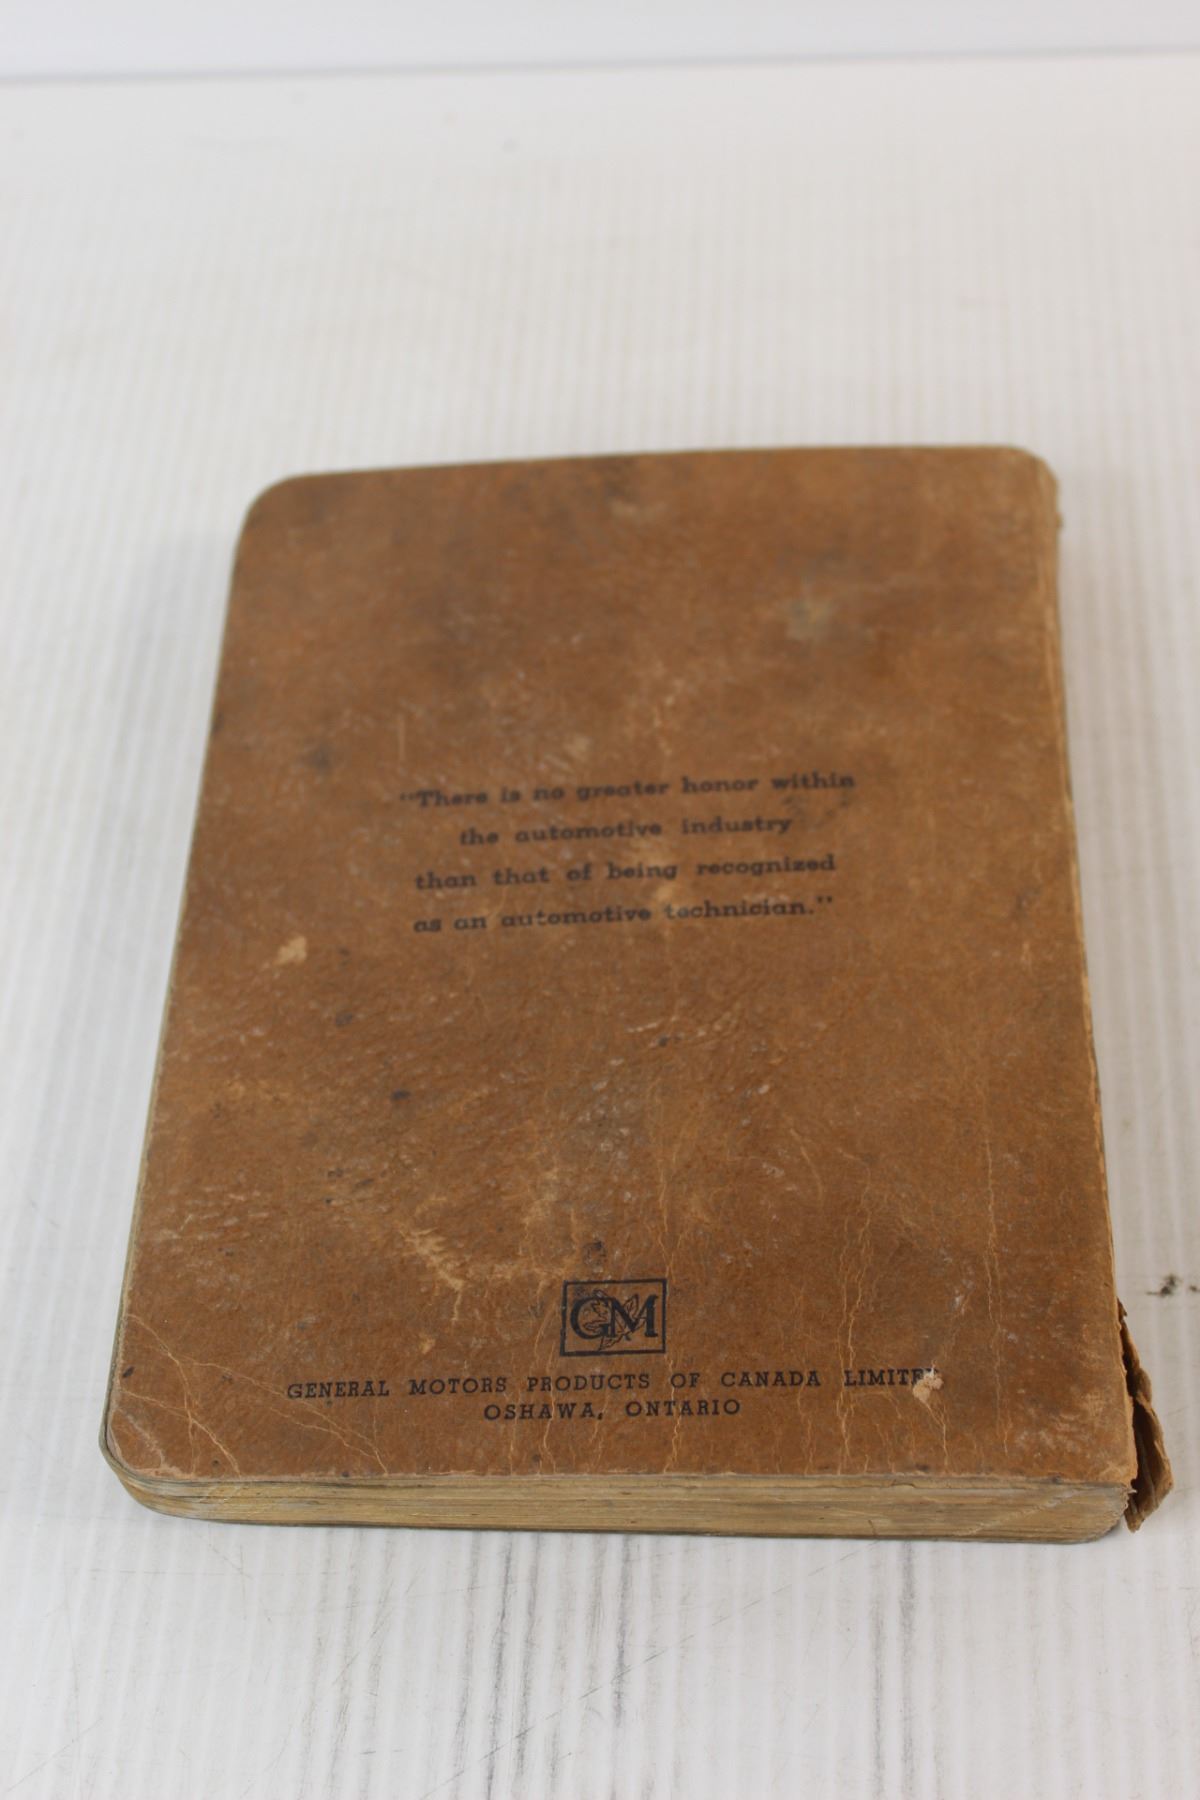 "There is no greater honor within
the automotive industry
than that of being recognized
as an automotive technician."
GM
GENERAL MOTORS PRODUCTS OF CANADA LIMITED
OSHAWA, ONTARIO